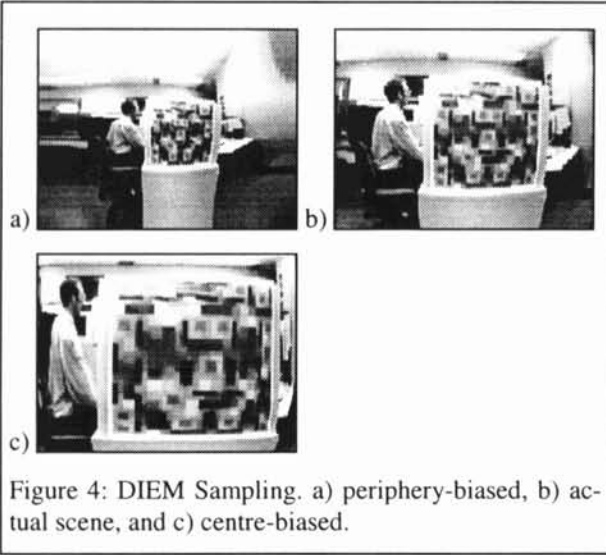 a)
b)
c)
Figure 4: DIEM Sampling. a) periphery-biased, b) ac-
tual scene, and c) centre-biased.